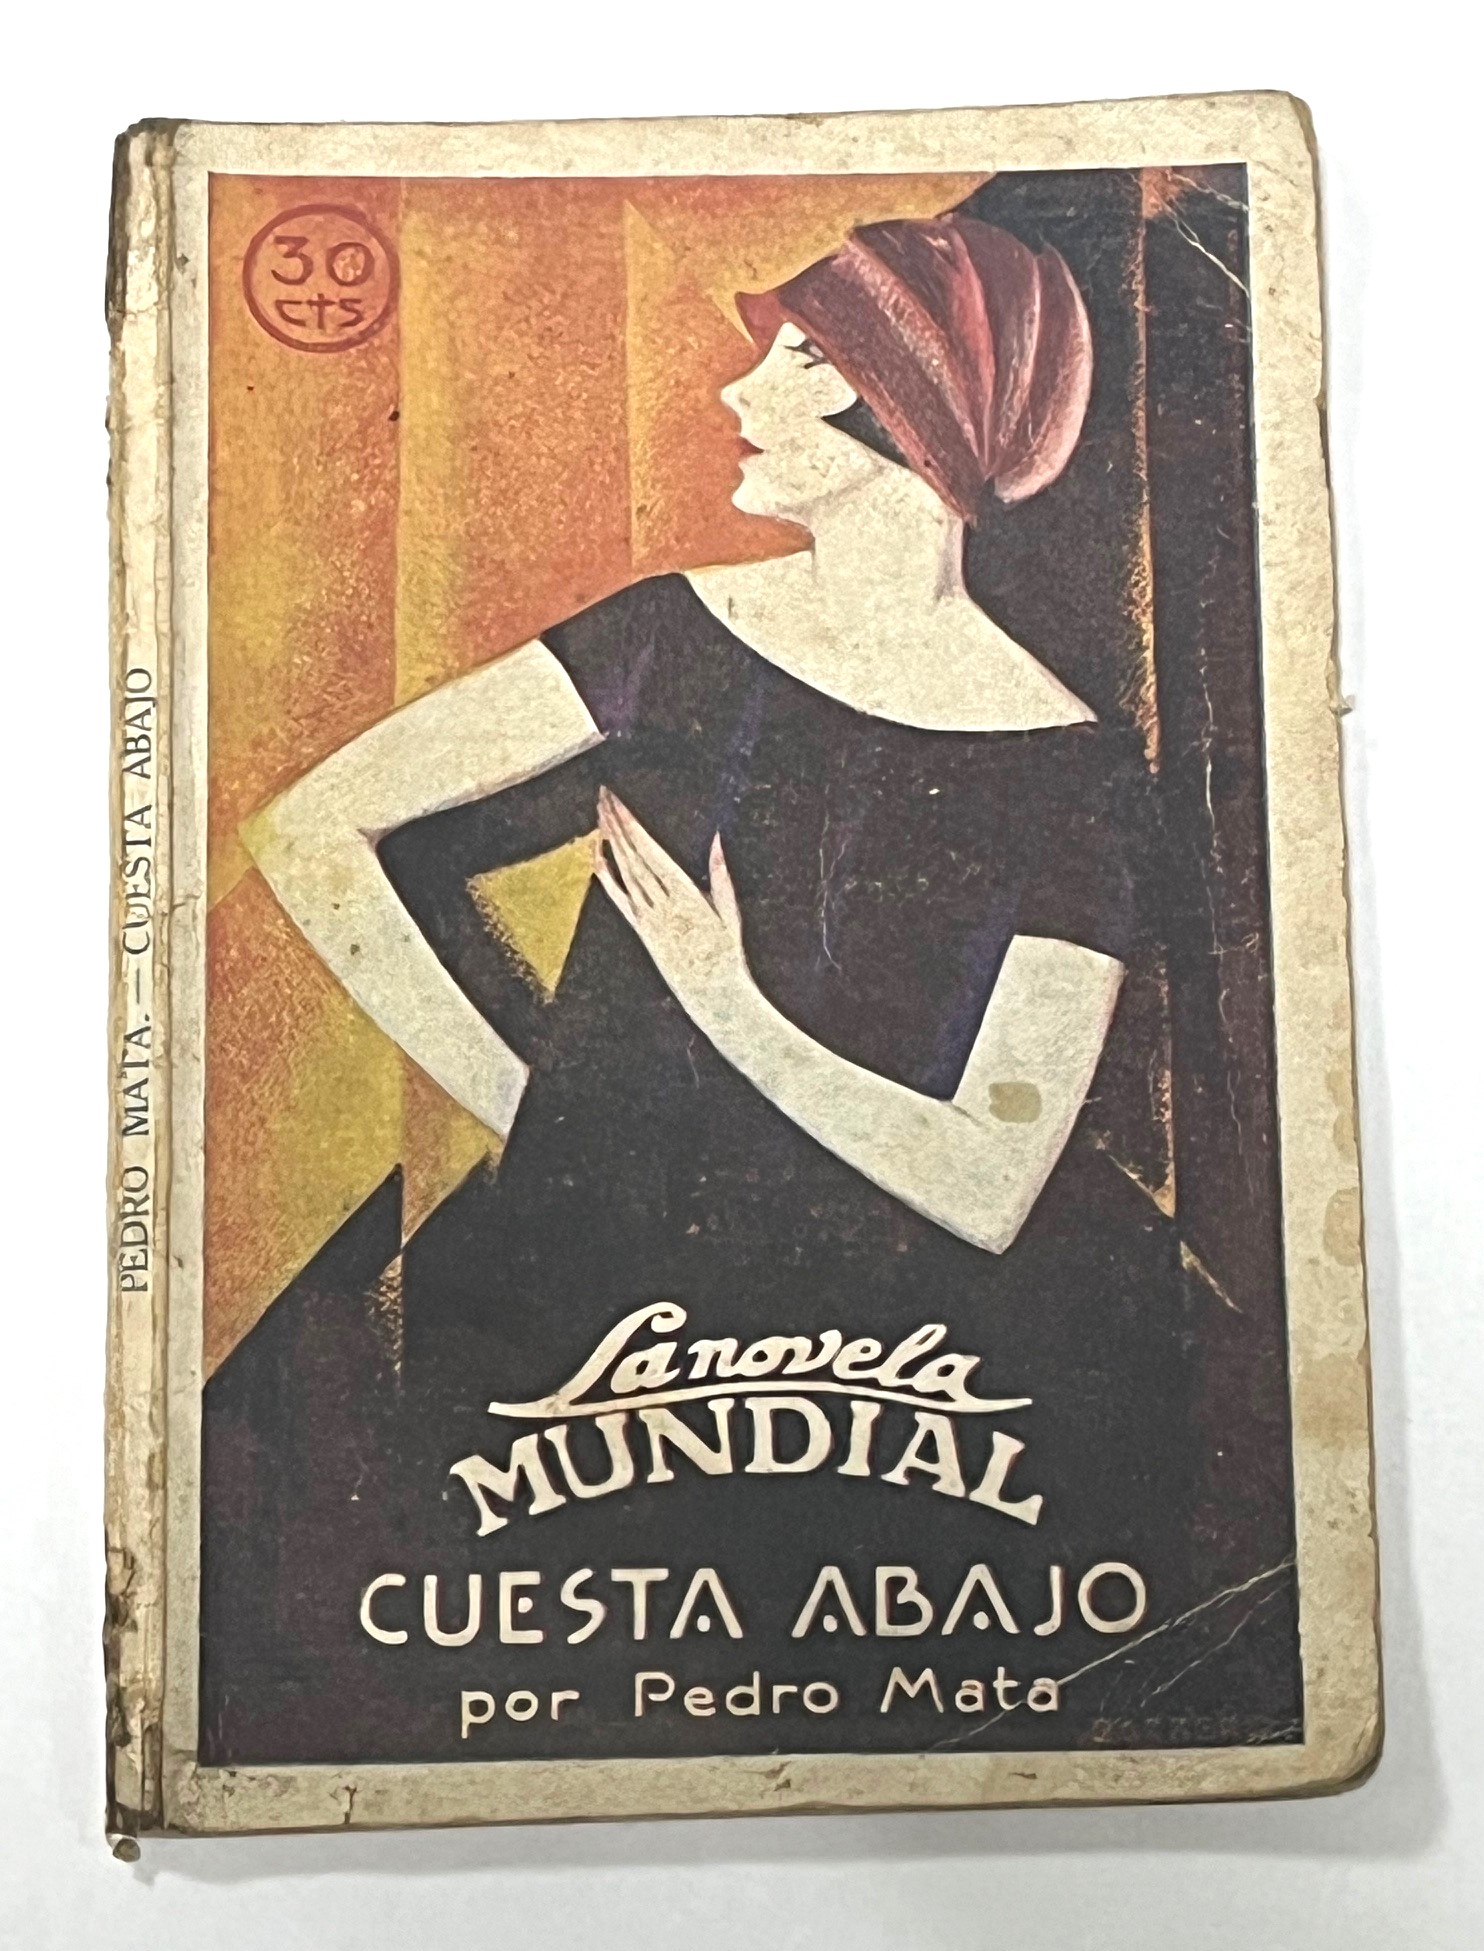 30
cts
PEDRO MATA.—CUESTA ABAJO
La novela
MUNDIAL
CUESTA ABAJO
por Pedro Mata